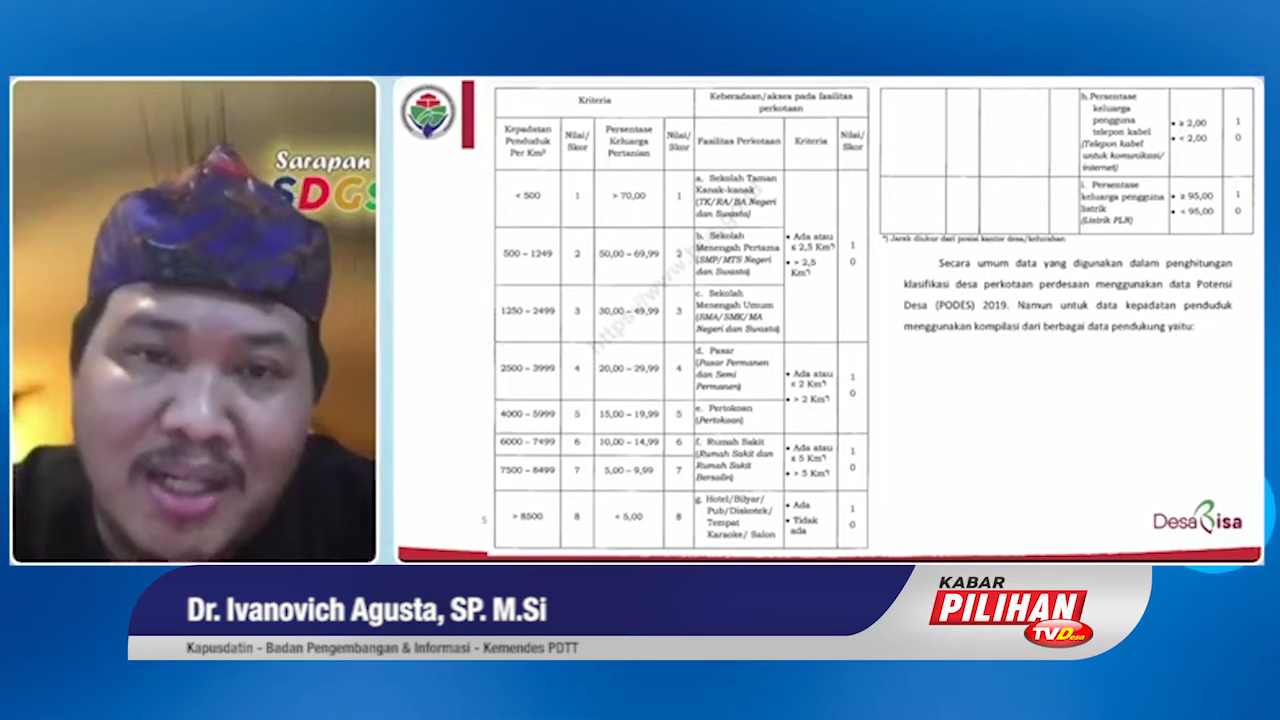 Sarapan
SDGs
Kriteria
Keberadaan/akses pada fasilitas
perkotaan
Kepadatan
Penduduk
Per Km²
Nilai/
Skor
Persentase
Keluarga
Pertanian
Nilai/
Skor
Fasilitas Perkotaan
Kriteria
Nilai/
Skor
< 500
1
> 70,00
1
a. Sekolah Taman
Kanak-kanak
(TK/RA/BA Negeri
dan Swasta)
500 – 1249
2
50,00 – 69,99
2
b. Sekolah
Menengah Pertama
(SMP/MTS Negeri
dan Swasta)
• Ada atau
≤ 2,5 Km*)
• > 2,5
Km*)
1
0
1250 – 2499
3
30,00 – 49,99
3
c. Sekolah
Menengah Umum
(SMA/SMK/MA
Negeri dan Swasta)
2500 – 3999
4
20,00 – 29,99
4
d. Pasar
(Pasar Permanen
dan Semi
Permanen)
• Ada atau
≤ 2 Km*)
• > 2 Km*)
1
0
4000 – 5999
5
15,00 – 19,99
5
e. Pertokoan
(Pertokoan)
6000 – 7499
6
10,00 – 14,99
6
f. Rumah Sakit
(Rumah Sakit dan
Rumah Sakit
Bersalin)
• Ada atau
≤ 5 Km*)
• > 5 Km*)
1
0
7500 – 8499
7
5,00 – 9,99
7
> 8500
8
< 5,00
8
g. Hotel/Bilyar/
Pub/Diskotek/
Tempat
Karaoke/ Salon
• Ada
• Tidak
ada
1
0
h. Persentase
keluarga
pengguna
telepon kabel
(Telepon kabel
untuk komunikasi/
internet)
• ≥ 2,00
• < 2,00
1
0
i. Persentase
keluarga pengguna
listrik
(Listrik PLN)
• ≥ 95,00
• < 95,00
1
0
*) Jarak diukur dari posisi kantor desa/kelurahan
Secara umum data yang digunakan dalam penghitungan
klasifikasi desa perkotaan perdesaan menggunakan data Potensi
Desa (PODES) 2019. Namun untuk data kepadatan penduduk
menggunakan kompilasi dari berbagai data pendukung yaitu:
S
Desa Bisa
Dr. Ivanovich Agusta, SP. M.Si
Kapusdatin - Badan Pengembangan & Informasi - Kemendes PDTT
KABAR
PILIHAN
TVDesa